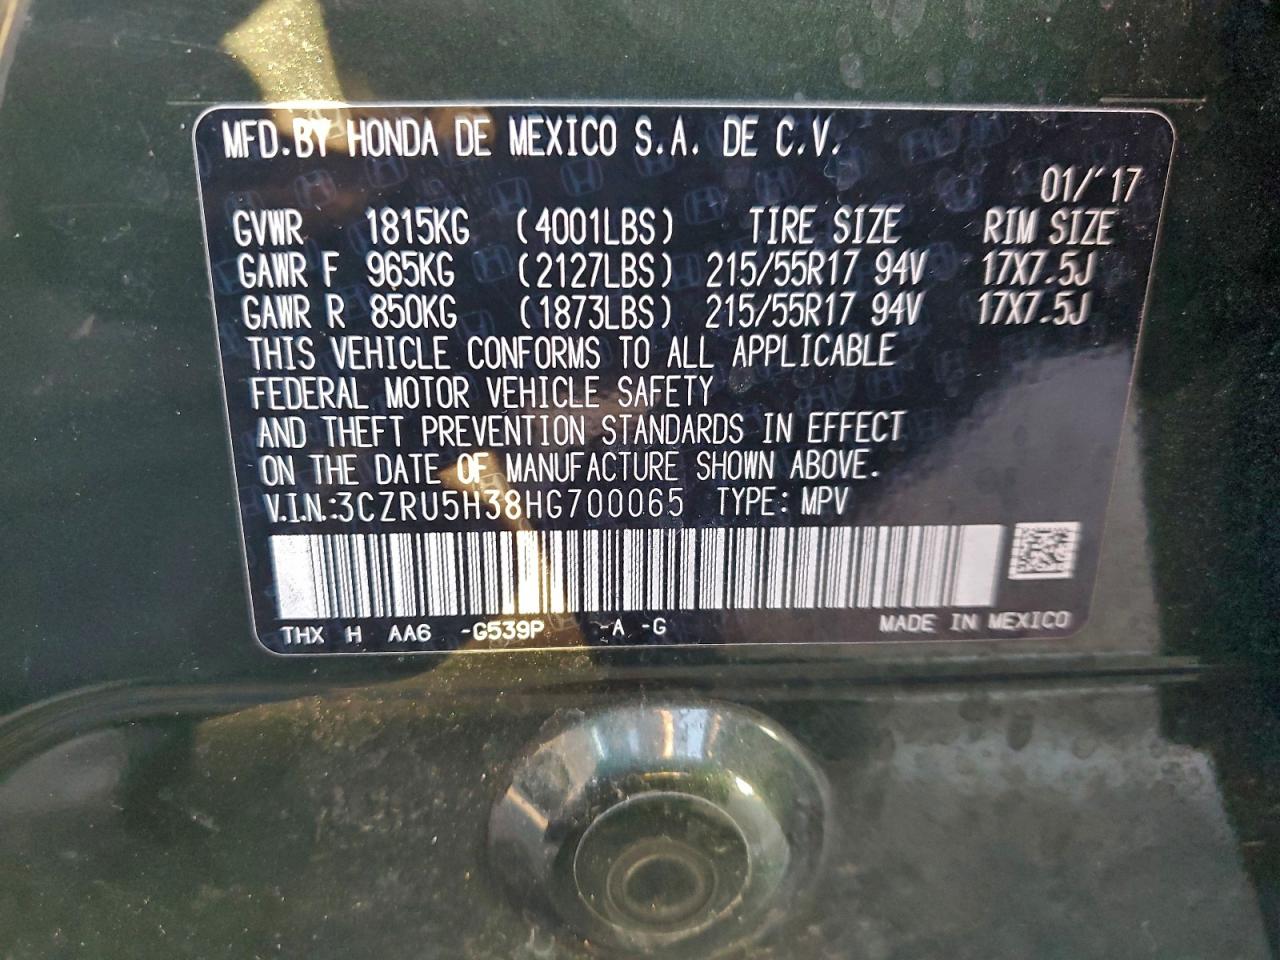 MFD.BY HONDA DE MEXICO S.A. DE C.V.
01/'17
GVWR 1815KG (4001LBS) TIRE SIZE RIM SIZE
GAWR F 965KG (2127LBS) 215/55R17 94V 17X7.5J
GAWR R 850KG (1873LBS) 215/55R17 94V 17X7.5J
THIS VEHICLE CONFORMS TO ALL APPLICABLE
FEDERAL MOTOR VEHICLE SAFETY
AND THEFT PREVENTION STANDARDS IN EFFECT
ON THE DATE OF MANUFACTURE SHOWN ABOVE.
V.I.N.:3CZRU5H38HG700065 TYPE: MPV
THX H AA6 -G539P -A -G MADE IN MEXICO